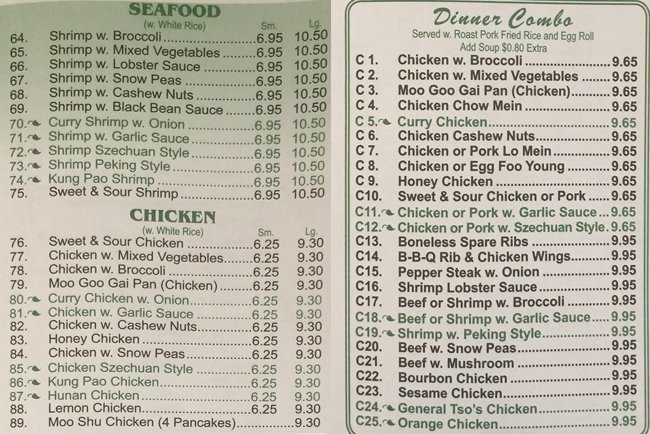 SEAFOOD
(w. White Rice) Sm. Lg.
64. Shrimp w. Broccoli 6.95 10.50
65. Shrimp w. Mixed Vegetables 6.95 10.50
66. Shrimp w. Lobster Sauce 6.95 10.50
67. Shrimp w. Snow Peas 6.95 10.50
68. Shrimp w. Cashew Nuts 6.95 10.50
69. Shrimp w. Black Bean Sauce 6.95 10.50
70. Curry Shrimp w. Onion 6.95 10.50
71. Shrimp w. Garlic Sauce 6.95 10.50
72. Shrimp Szechuan Style 6.95 10.50
73. Shrimp Peking Style 6.95 10.50
74. Kung Pao Shrimp 6.95 10.50
75. Sweet & Sour Shrimp 6.95 10.50
CHICKEN
(w. White Rice) Sm. Lg.
76. Sweet & Sour Chicken 6.25 9.30
77. Chicken w. Mixed Vegetables 6.25 9.30
78. Chicken w. Broccoli 6.25 9.30
79. Moo Goo Gai Pan (Chicken) 6.25 9.30
80. Curry Chicken w. Onion 6.25 9.30
81. Chicken w. Garlic Sauce 6.25 9.30
82. Chicken w. Cashew Nuts 6.25 9.30
83. Honey Chicken 6.25 9.30
84. Chicken w. Snow Peas 6.25 9.30
85. Chicken Szechuan Style 6.25 9.30
86. Kung Pao Chicken 6.25 9.30
87. Hunan Chicken 6.25 9.30
88. Lemon Chicken 6.25 9.30
89. Moo Shu Chicken (4 Pancakes) 9.30
Dinner Combo
Served w. Roast Pork Fried Rice and Egg Roll
Add Soup $0.80 Extra
C 1. Chicken w. Broccoli 9.65
C 2. Chicken w. Mixed Vegetables 9.65
C 3. Moo Goo Gai Pan (Chicken) 9.65
C 4. Chicken Chow Mein 9.65
C 5. Curry Chicken 9.65
C 6. Chicken Cashew Nuts 9.65
C 7. Chicken or Pork Lo Mein 9.65
C 8. Chicken or Egg Foo Young 9.65
C 9. Honey Chicken 9.65
C10. Sweet & Sour Chicken or Pork 9.65
C11. Chicken or Pork w. Garlic Sauce 9.65
C12. Chicken or Pork w. Szechuan Style 9.65
C13. Boneless Spare Ribs 9.95
C14. B-B-Q Rib & Chicken Wings 9.95
C15. Pepper Steak w. Onion 9.95
C16. Shrimp Lobster Sauce 9.95
C17. Beef or Shrimp w. Broccoli 9.95
C18. Beef or Shrimp w. Garlic Sauce 9.95
C19. Shrimp w. Peking Style 9.95
C20. Beef w. Snow Peas 9.95
C21. Beef w. Mushroom 9.95
C22. Bourbon Chicken 9.95
C23. Sesame Chicken 9.95
C24. General Tso's Chicken 9.95
C25. Orange Chicken 9.95